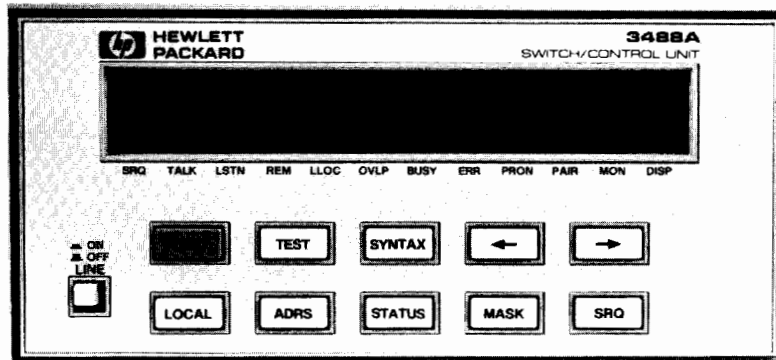 hp HEWLETT
PACKARD
3488A
SWITCH/CONTROL UNIT
SRQ TALK LSTN REM LLOC OVLP BUSY ERR PRON PAIR MON DISP
ON
OFF
LINE
TEST SYNTAX ← →
LOCAL ADRS STATUS MASK SRQ